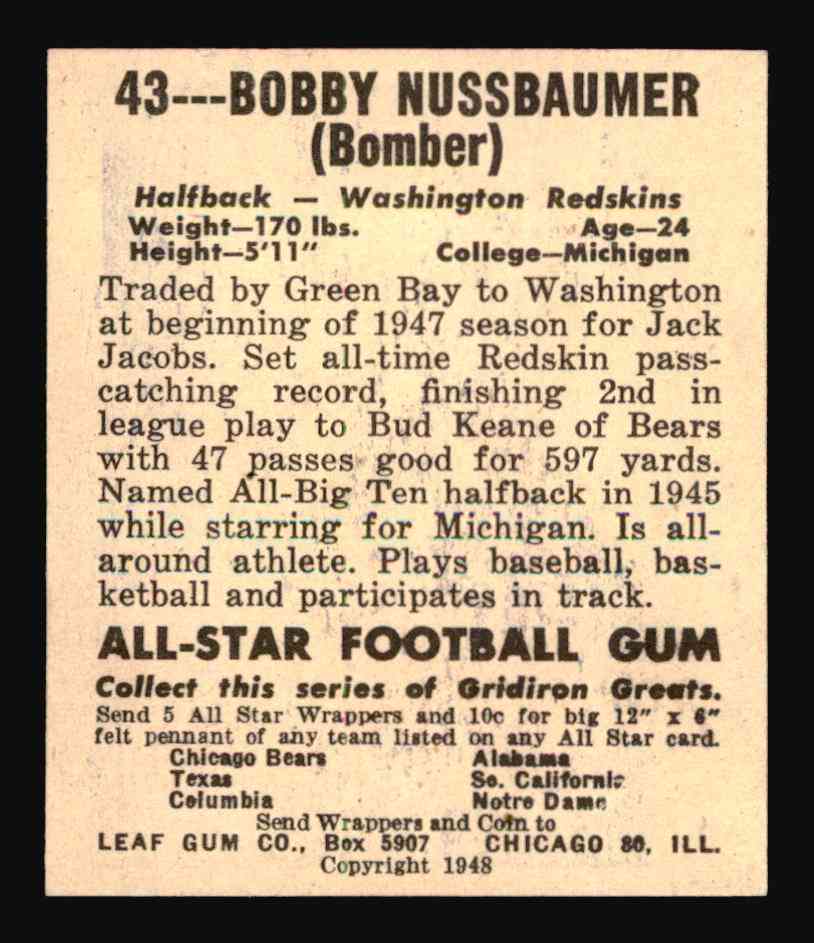 43---BOBBY NUSSBAUMER
(Bomber)
Halfback — Washington Redskins
Weight—170 lbs. Age—24
Height—5'11" College—Michigan
Traded by Green Bay to Washington
at beginning of 1947 season for Jack
Jacobs. Set all-time Redskin pass-
catching record, finishing 2nd in
league play to Bud Keane of Bears
with 47 passes good for 597 yards.
Named All-Big Ten halfback in 1945
while starring for Michigan. Is all-
around athlete. Plays baseball, bas-
ketball and participates in track.
ALL-STAR FOOTBALL GUM
Collect this series of Gridiron Greats.
Send 5 All Star Wrappers and 10c for big 12" x 6"
felt pennant of any team listed on any All Star card.
Chicago Bears Alabama
Texas So. California
Columbia Notre Dame
Send Wrappers and Coin to
LEAF GUM CO., Box 5907 CHICAGO 80, ILL.
Copyright 1948